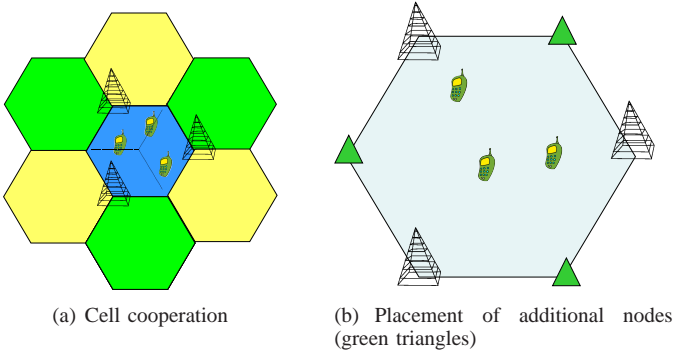 (a) Cell cooperation
(b) Placement of additional nodes
(green triangles)